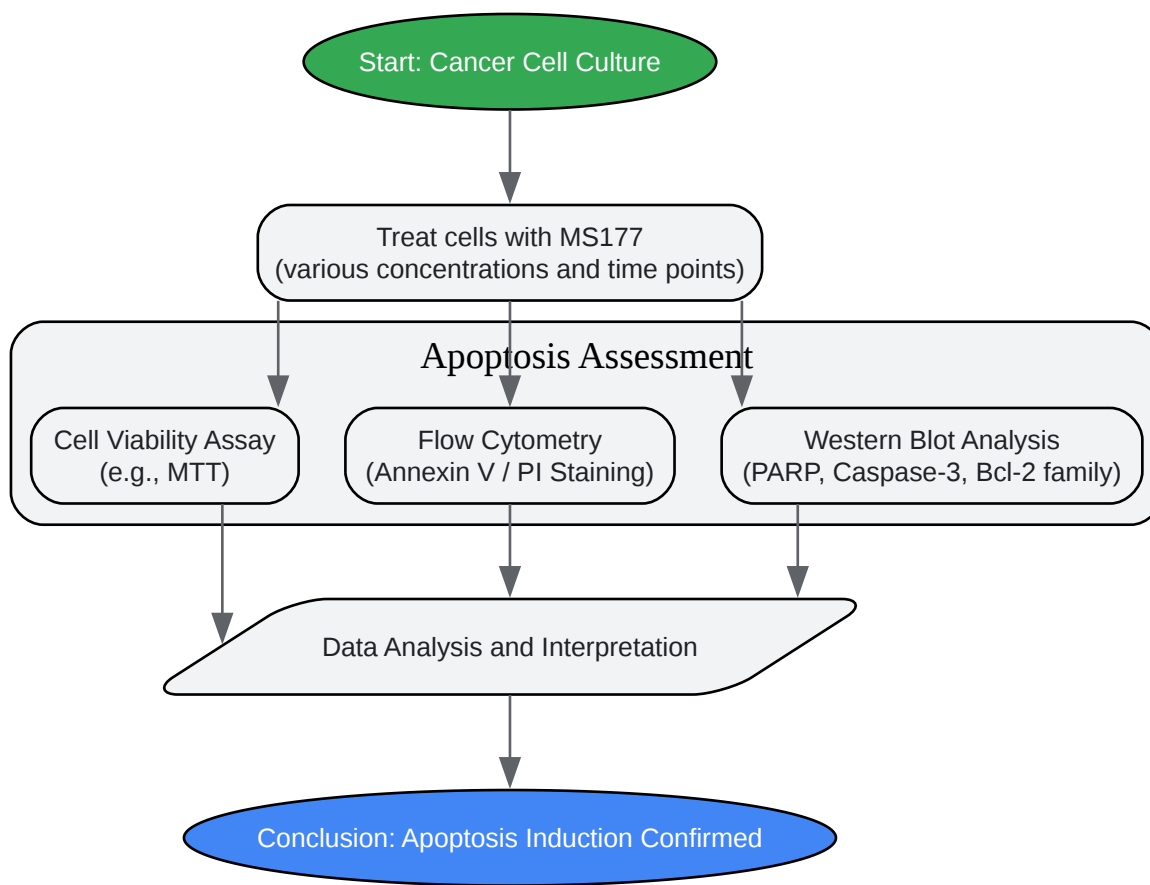 Start: Cancer Cell Culture
Treat cells with MS177
(various concentrations and time points)
Apoptosis Assessment
Cell Viability Assay
(e.g., MTT)
Flow Cytometry
(Annexin V / PI Staining)
Western Blot Analysis
(PARP, Caspase-3, Bcl-2 family)
Data Analysis and Interpretation
Conclusion: Apoptosis Induction Confirmed